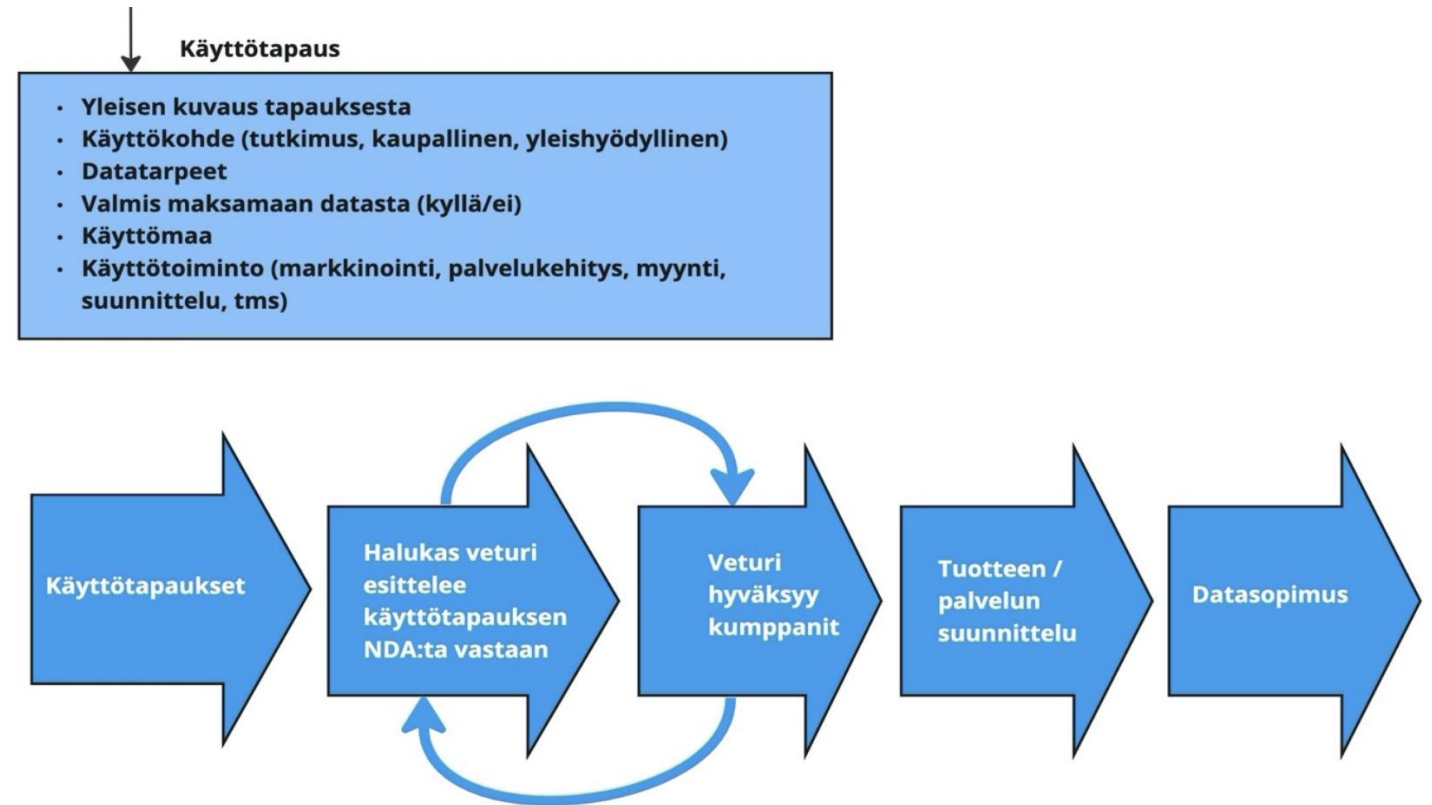 Käyttötapaus
· Yleisen kuvaus tapauksesta
· Käyttökohde (tutkimus, kaupallinen, yleishyödyllinen)
· Datatarpeet
· Valmis maksamaan datasta (kyllä/ei)
· Käyttömaa
· Käyttötoiminto (markkinointi, palvelukehitys, myynti,
suunnittelu, tms)
Käyttötapaukset
Halukas veturi
esittelee
käyttötapauksen
NDA:ta vastaan
Veturi
hyväksyy
kumppanit
Tuotteen /
palvelun
suunnittelu
Datasopimus